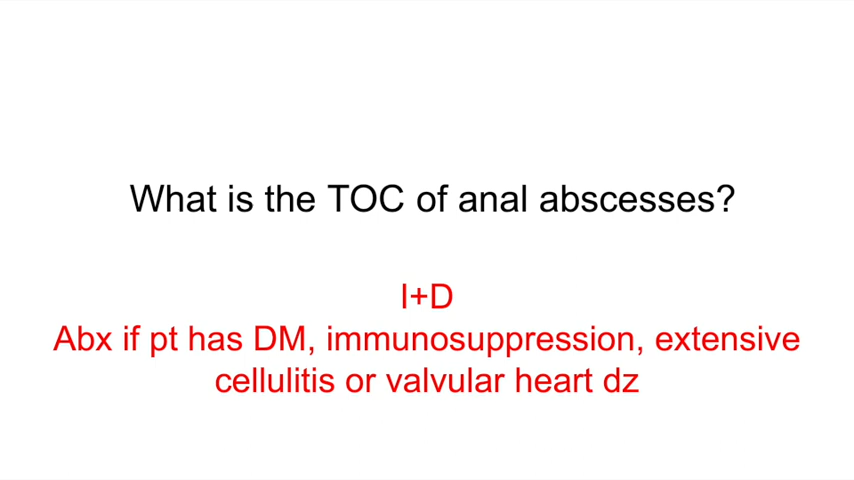 What is the TOC of anal abscesses?
I+D
Abx if pt has DM, immunosuppression, extensive
cellulitis or valvular heart dz